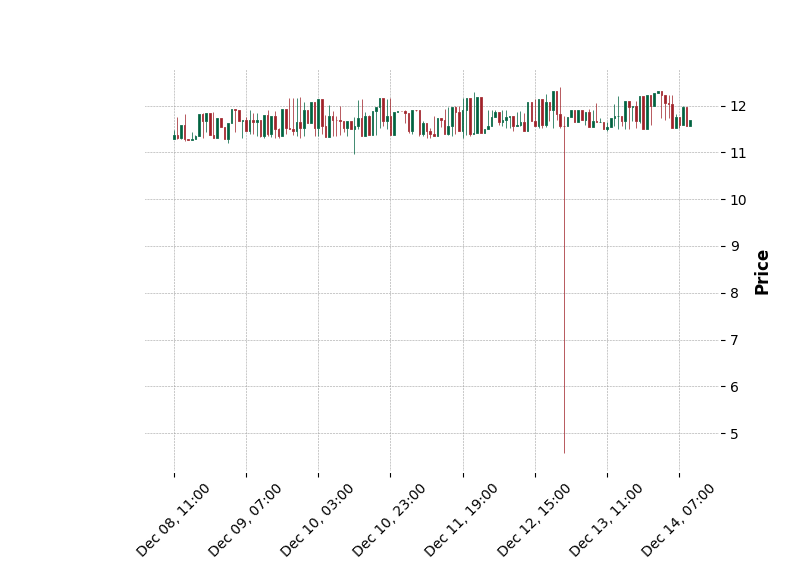 12
11
10
9
8
7
6
5
Price
Dec 08, 11:00
Dec 09, 07:00
Dec 10, 03:00
Dec 10, 23:00
Dec 11, 19:00
Dec 12, 15:00
Dec 13, 11:00
Dec 14, 07:00